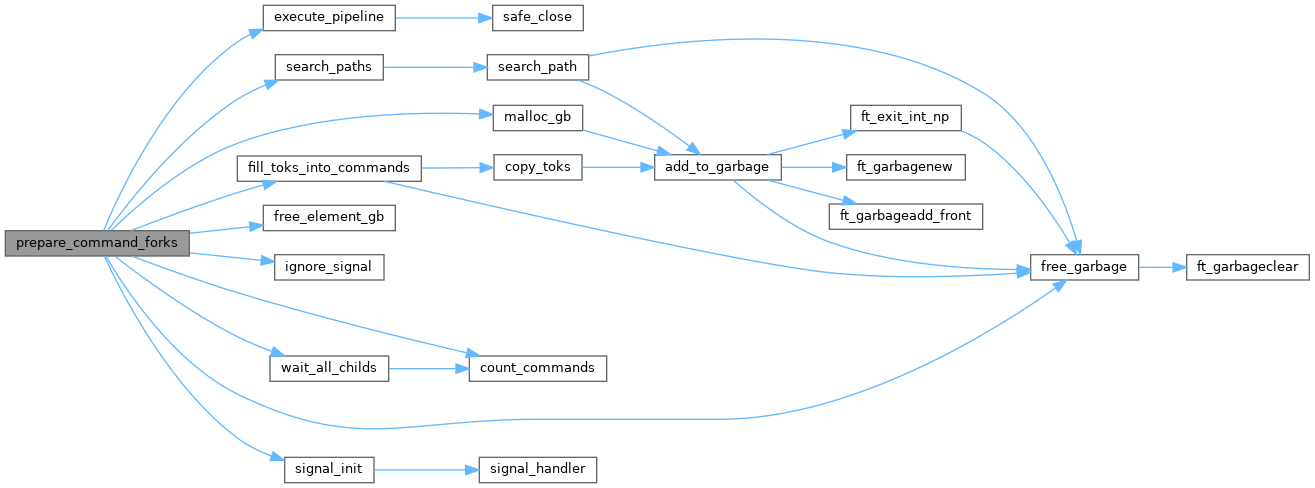 execute_pipeline
safe_close
search_paths
search_path
malloc_gb
ft_exit_int_np
fill_toks_into_commands
copy_toks
add_to_garbage
ft_garbagenew
free_element_gb
ft_garbageadd_front
prepare_command_forks
ignore_signal
free_garbage
ft_garbageclear
wait_all_childs
count_commands
signal_init
signal_handler